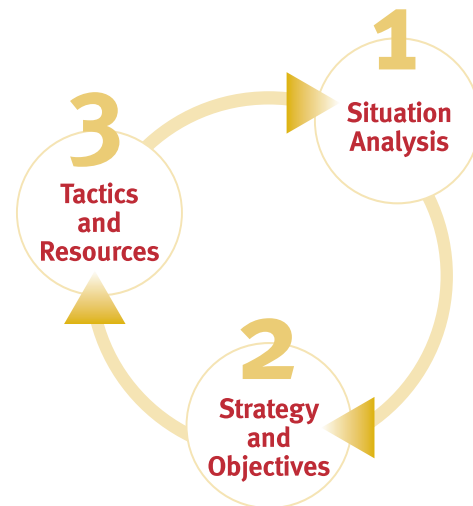 1
Situation
Analysis
2
Strategy
and
Objectives
3
Tactics
and
Resources